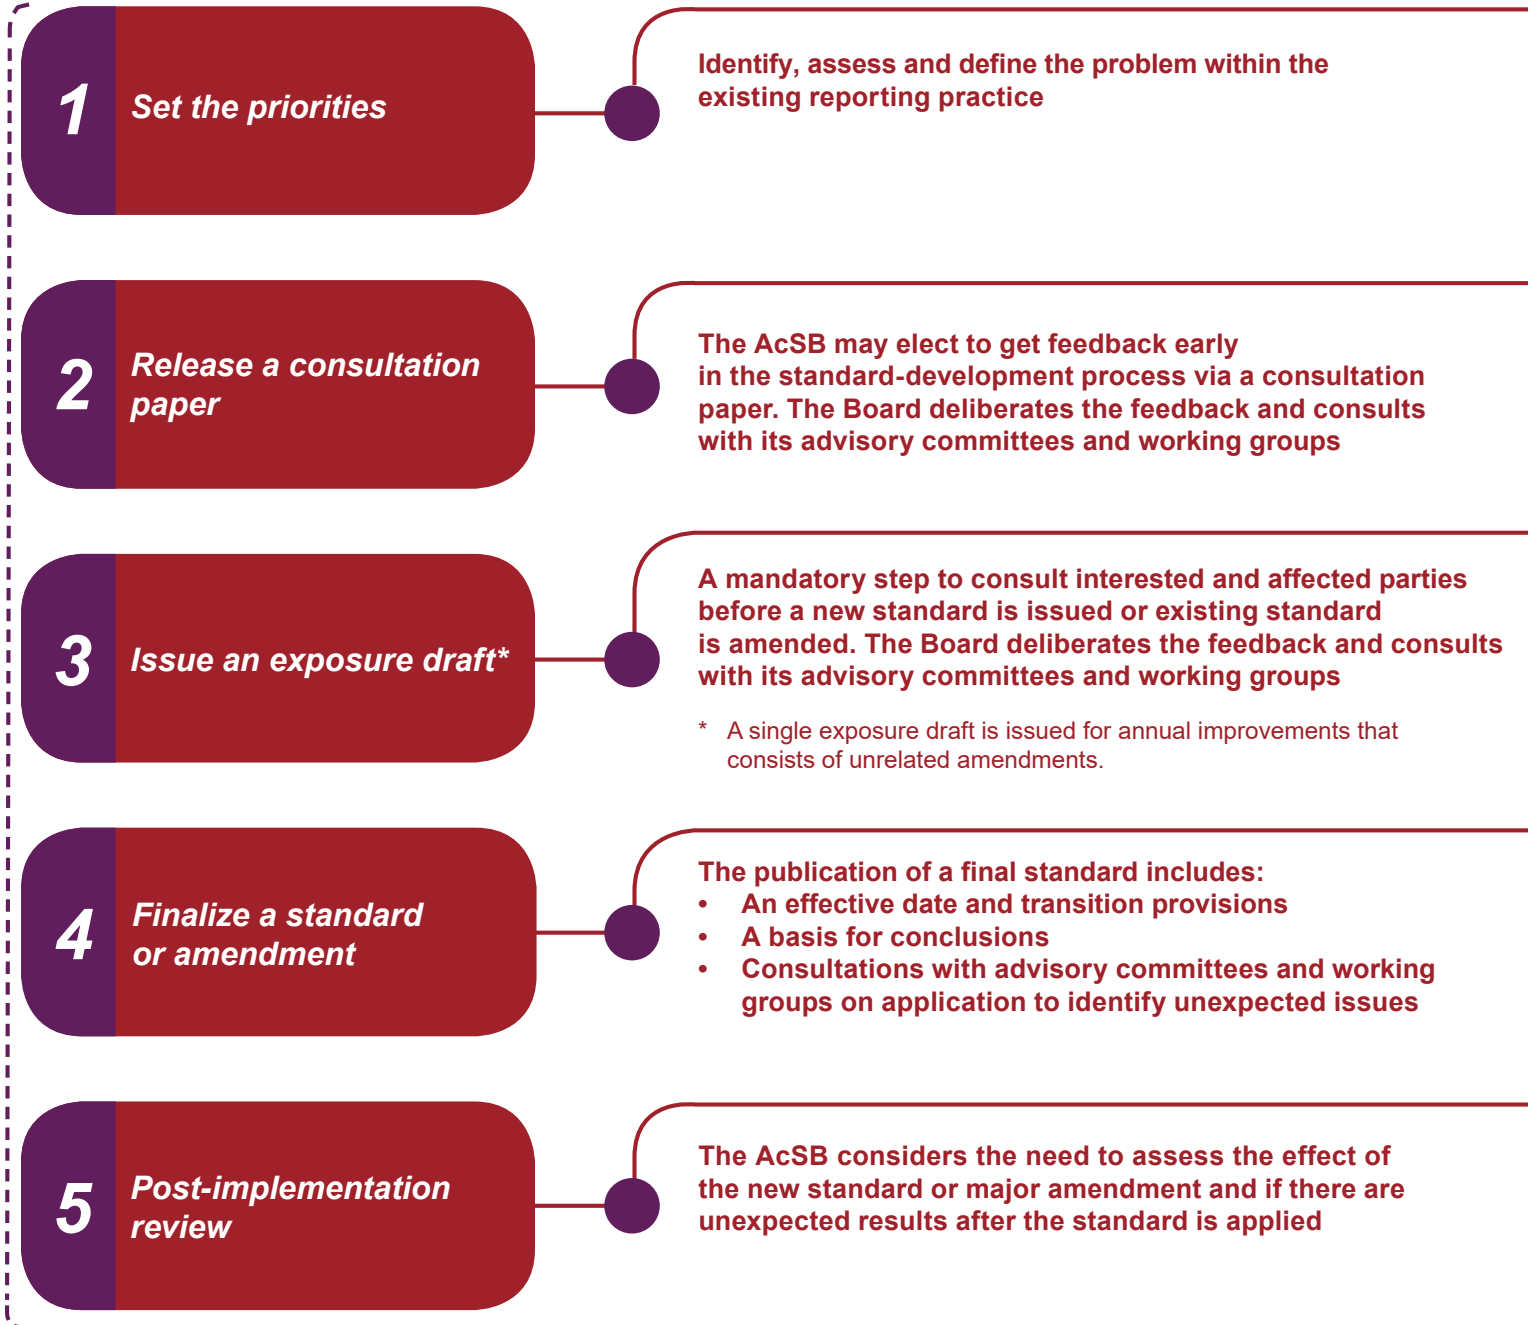 1
Set the priorities
Identify, assess and define the problem within the
existing reporting practice
2
Release a consultation
paper
The AcSB may elect to get feedback early
in the standard-development process via a consultation
paper. The Board deliberates the feedback and consults
with its advisory committees and working groups
3
Issue an exposure draft*
A mandatory step to consult interested and affected parties
before a new standard is issued or existing standard
is amended. The Board deliberates the feedback and consults
with its advisory committees and working groups
* A single exposure draft is issued for annual improvements that
consists of unrelated amendments.
4
Finalize a standard
or amendment
The publication of a final standard includes:
• An effective date and transition provisions
• A basis for conclusions
• Consultations with advisory committees and working
groups on application to identify unexpected issues
5
Post-implementation
review
The AcSB considers the need to assess the effect of
the new standard or major amendment and if there are
unexpected results after the standard is applied